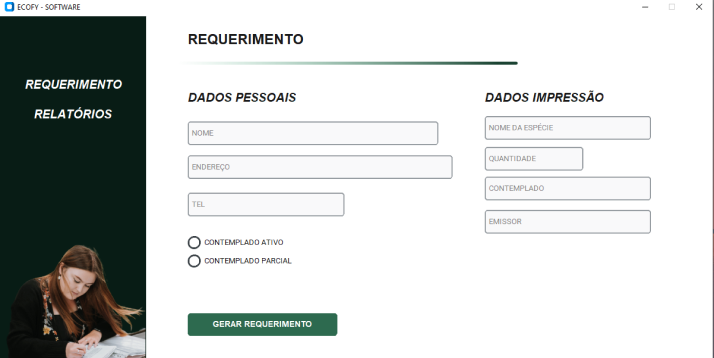 ECOFY - SOFTWARE
REQUERIMENTO
RELATÓRIOS
REQUERIMENTO
DADOS PESSOAIS
NOME
ENDEREÇO
TEL
CONTEMPLADO ATIVO
CONTEMPLADO PARCIAL
GERAR REQUERIMENTO
DADOS IMPRESSÃO
NOME DA ESPÉCIE
QUANTIDADE
CONTEMPLADO
EMISSOR